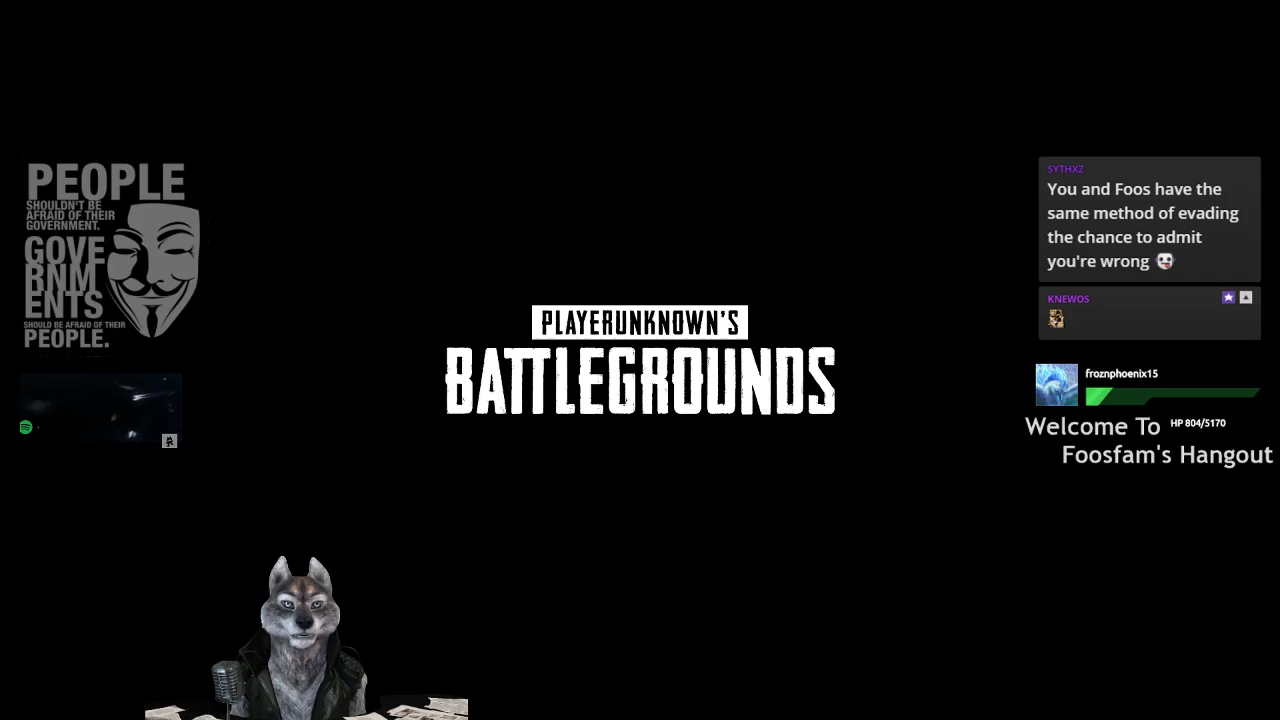 PEOPLE
SHOULDN'T BE
AFRAID OF THEIR
GOVERNMENT.
GOVE
RNM
ENTS
SHOULD BE AFRAID OF THEIR
PEOPLE.
PLAYERUNKNOWN'S
BATTLEGROUNDS
SYTHXZ
You and Foos have the
same method of evading
the chance to admit
you're wrong
KNEWOS
froznphoenix15
HP 804/5170
Welcome To
Foosfam's Hangout